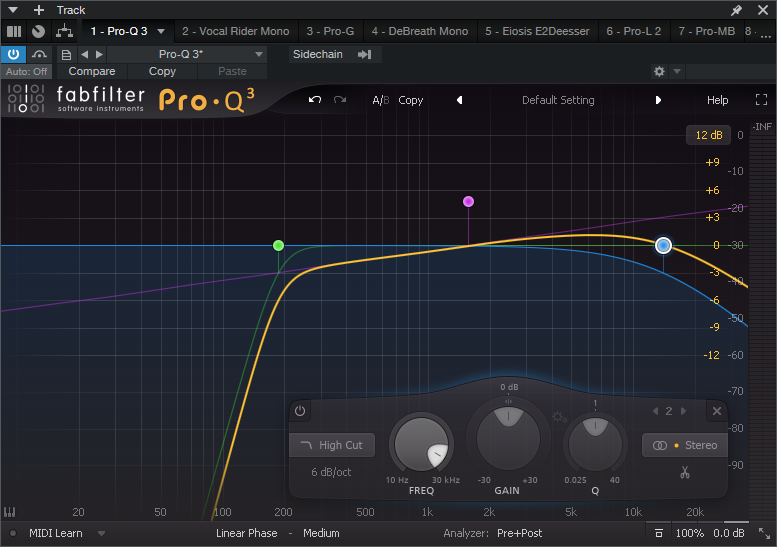 Track
1 - Pro-Q 3 2 - Vocal Rider Mono 3 - Pro-G 4 - DeBreath Mono 5 - Eiosis E2Deesser 6 - Pro-L 2 7 - Pro-MB 8 - ...
Pro-Q 3* Sidechain
Auto: Off Compare Copy Paste
fabfilter Pro·Q3
software instruments
A/B Copy Default Setting Help
12 dB 0 -INF
+9
-10
+6
-20
+3
0 -30
-3
-40
-6
-50
-9
-12 -60
-70
-80
-90
0 dB
1 2
High Cut Stereo
6 dB/oct
10 Hz 30 kHz -30 +30 0.025 40
FREQ GAIN Q
20 50 100 200 500 1k 2k 5k 10k 20k
MIDI Learn Linear Phase - Medium Analyzer: Pre+Post 100% 0.0 dB